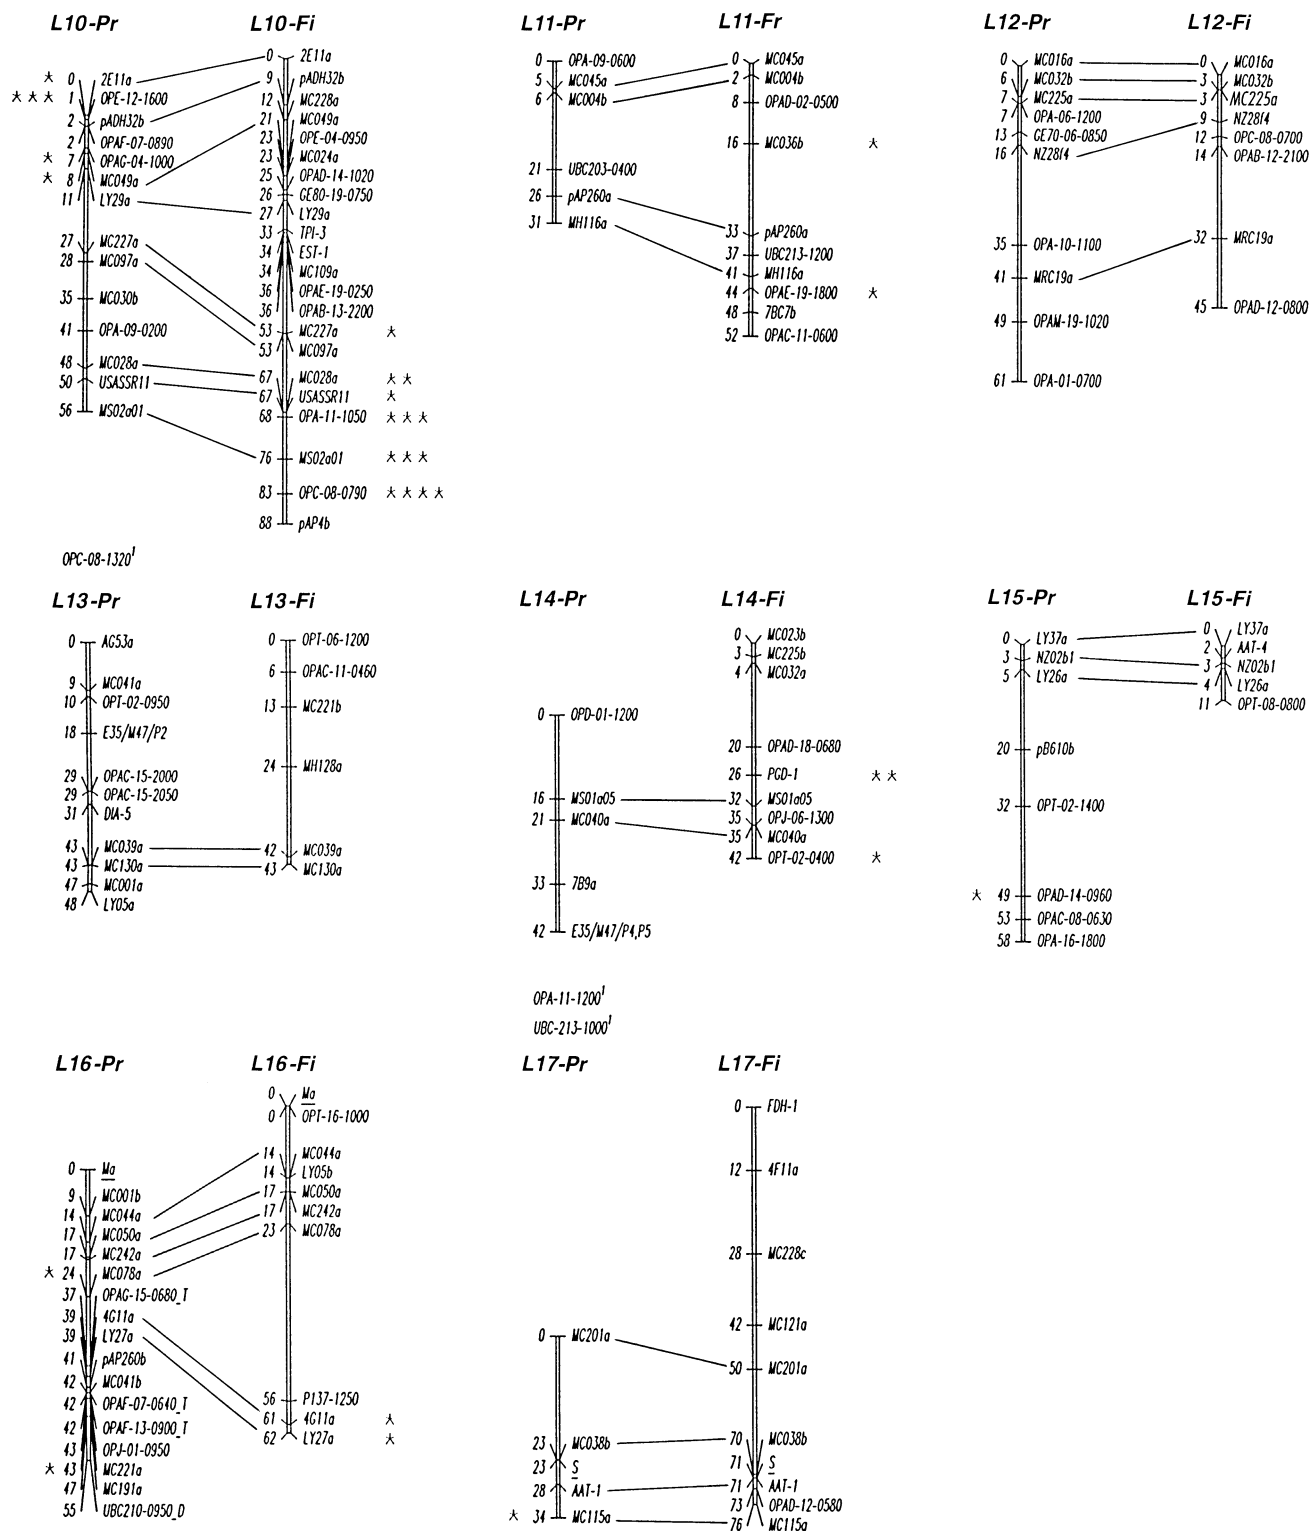 L10-Pr
0 2E11a
1 OPE-12-1600
2 pADH32b
2 OPAF-07-0890
7 OPAG-04-1000
8 MC049a
11 LY29a
27 MC227a
28 MC097a
35 MC030b
41 OPA-09-0200
48 MC028a
50 USASSR11
56 MS02a01
OPC-08-1320¹
L10-Fi
0 2E11a
9 pADH32b
12 MC228a
21 MC049a
23 OPE-04-0950
23 MC024a
25 OPAD-14-1020
26 GE80-19-0750
27 LY29a
33 TPI-3
34 EST-1
34 MC109a
36 OPAE-19-0250
36 OPAB-13-2200
53 MC227a
53 MC097a
67 MC028a
67 USASSR11
68 OPA-11-1050
76 MS02a01
83 OPC-08-0790
88 pAP4b
L11-Pr
0 OPA-09-0600
5 MC045a
6 MC004b
21 UBC203-0400
26 pAP260a
31 MH116a
L11-Fr
0 MC045a
2 MC004b
8 OPAD-02-0500
16 MC036b
33 pAP260a
37 UBC213-1200
41 MH116a
44 OPAE-19-1800
48 7BC7b
52 OPAC-11-0600
L12-Pr
0 MC016a
6 MC032b
7 MC225a
7 OPA-06-1200
13 GE70-06-0850
16 NZ28f4
35 OPA-10-1100
41 MRC19a
49 OPAM-19-1020
61 OPA-01-0700
L12-Fi
0 MC016a
3 MC032b
3 MC225a
9 NZ28f4
12 OPC-08-0700
14 OPAB-12-2100
32 MRC19a
45 OPAD-12-0800
L13-Pr
0 AG53a
9 MC041a
10 OPT-02-0950
18 E35/M47/P2
29 OPAC-15-2000
29 OPAC-15-2050
31 DIA-5
43 MC039a
43 MC130a
47 MC001a
48 LY05a
L13-Fi
0 OPT-06-1200
6 OPAC-11-0460
13 MC221b
24 MH128a
42 MC039a
43 MC130a
L14-Pr
0 OPD-01-1200
16 MS01a05
21 MC040a
33 7B9a
42 E35/M47/P4,P5
OPA-11-1200¹
UBC-213-1000¹
L14-Fi
0 MC023b
3 MC225b
4 MC032a
20 OPAD-18-0680
26 PGD-1
32 MS01a05
35 OPJ-06-1300
35 MC040a
42 OPT-02-0400
L15-Pr
0 LY37a
3 NZ02b1
5 LY26a
20 pB610b
32 OPT-02-1400
49 OPAD-14-0960
53 OPAC-08-0630
58 OPA-16-1800
L15-Fi
0 LY37a
2 AAT-4
3 NZ02b1
4 LY26a
11 OPT-08-0800
L16-Pr
0 Ma
9 MC001b
14 MC044a
17 MC050a
17 MC242a
24 MC078a
37 OPAG-15-0680_T
39 4G11a
39 LY27a
41 pAP260b
42 MC041b
42 OPAF-07-0640_T
42 OPAF-13-0900_T
43 OPJ-01-0950
43 MC221a
47 MC191a
55 UBC210-0950_D
L16-Fi
0 Ma
0 OPT-16-1000
14 MC044a
14 LY05b
17 MC050a
17 MC242a
23 MC078a
56 P137-1250
61 4G11a
62 LY27a
L17-Pr
0 MC201a
23 MC038b
23 S
28 AAT-1
34 MC115a
L17-Fi
0 FDH-1
12 4F11a
28 MC228c
42 MC121a
50 MC201a
70 MC038b
71 S
71 AAT-1
73 OPAD-12-0580
76 MC115a